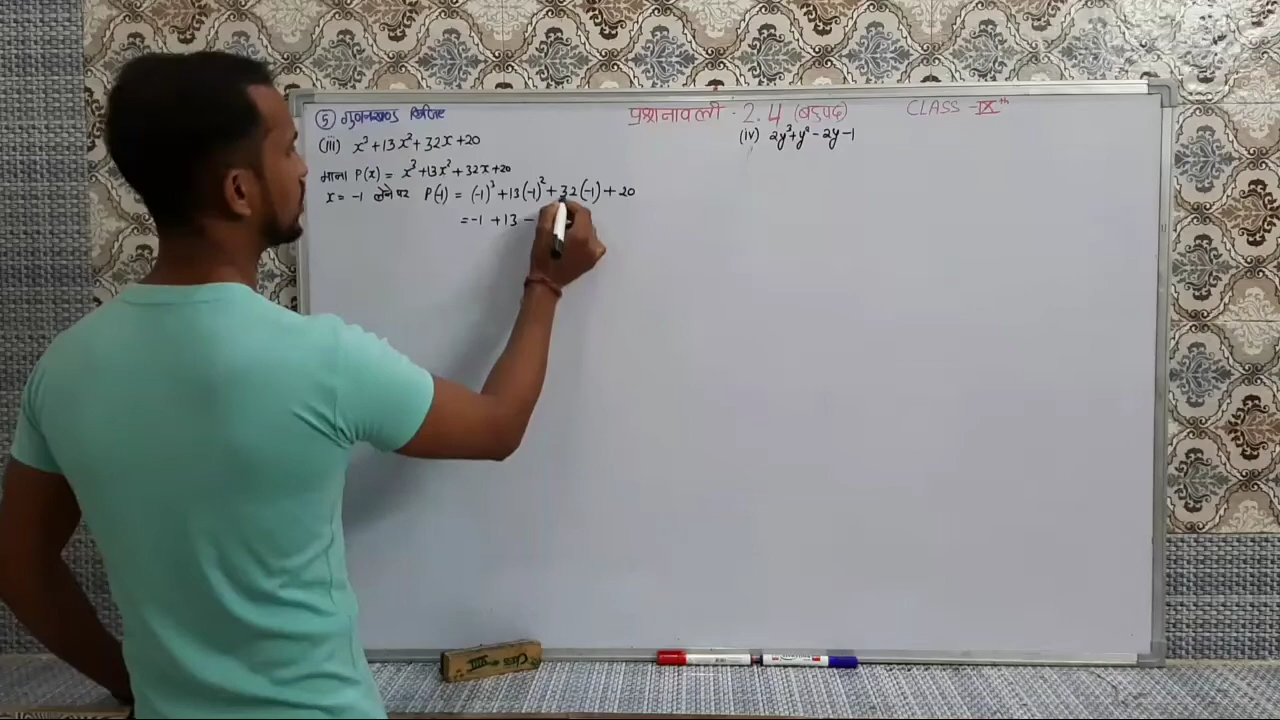 प्रश्नावली - 2.4 (बहुपद) CLASS - IXth
⑤ गुणनखण्ड कीजिए
(iii) x³+13x²+32x+20
माना P(x) = x³+13x²+32x+20
x = -1 लेने पर P(-1) = (-1)³+13(-1)²+32(-1)+20
=-1 +13 -
(iv) 2y³+y²-2y-1